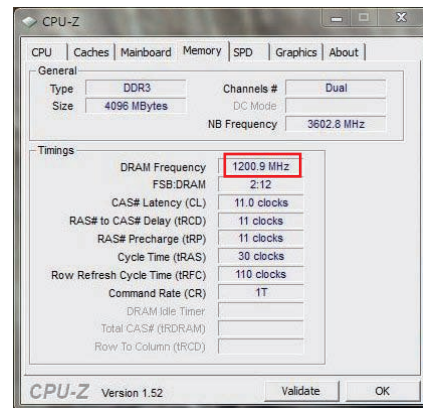 CPU-Z
CPU Caches Mainboard Memory SPD Graphics About
General
Type DDR3 Channels # Dual
Size 4096 MBytes DC Mode
NB Frequency 3602.8 MHz
Timings
DRAM Frequency 1200.9 MHz
FSB:DRAM 2:12
CAS# Latency (CL) 11.0 clocks
RAS# to CAS# Delay (tRCD) 11 clocks
RAS# Precharge (tRP) 11 clocks
Cycle Time (tRAS) 30 clocks
Row Refresh Cycle Time (tRFC) 110 clocks
Command Rate (CR) 1T
DRAM Idle Timer
Total CAS# (tRDRAM)
Row To Column (tRCD)
CPU-Z Version 1.52 Validate OK